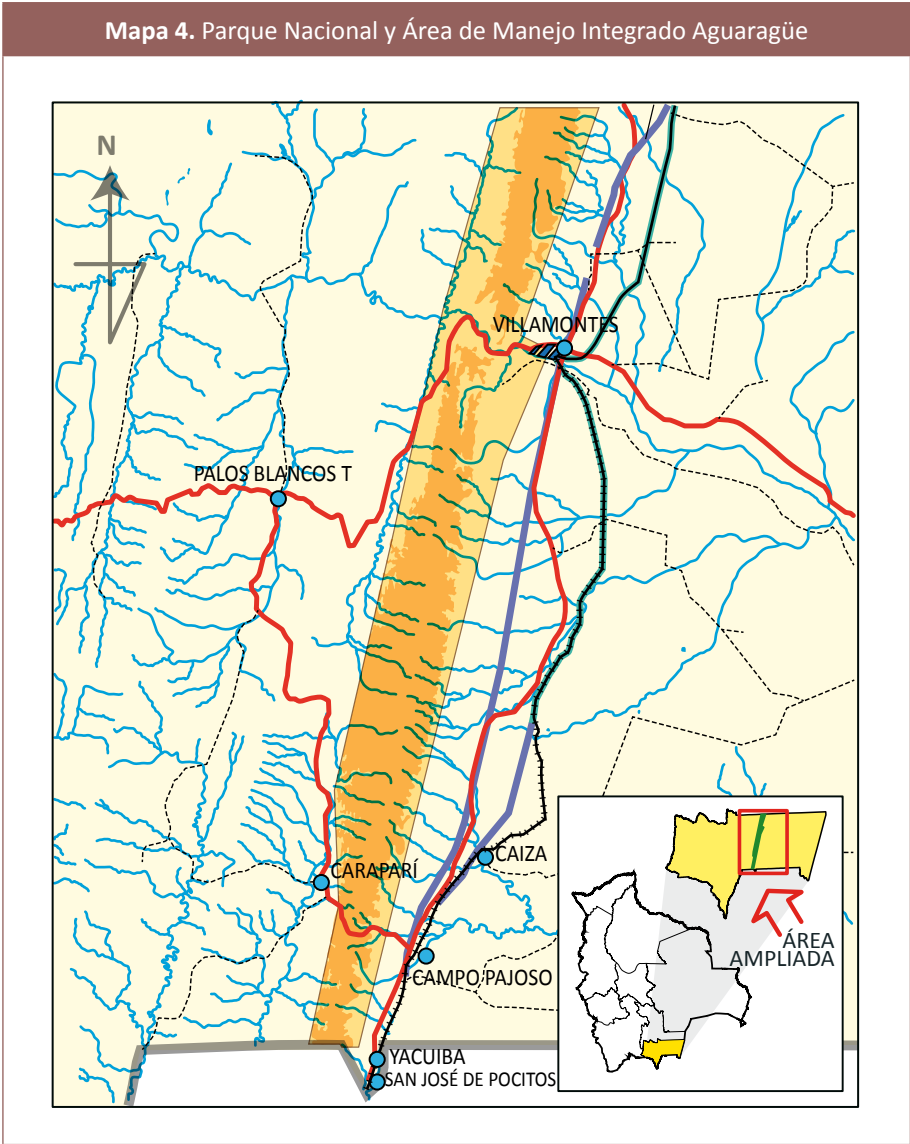 Mapa 4. Parque Nacional y Área de Manejo Integrado Aguaragüe
N
VILLAMONTES
PALOS BLANCOS T
CAIZA
CARAPARÍ
ÁREA
AMPLIADA
CAMPO PAJOSO
YACUIBA
SAN JOSÉ DE POCITOS